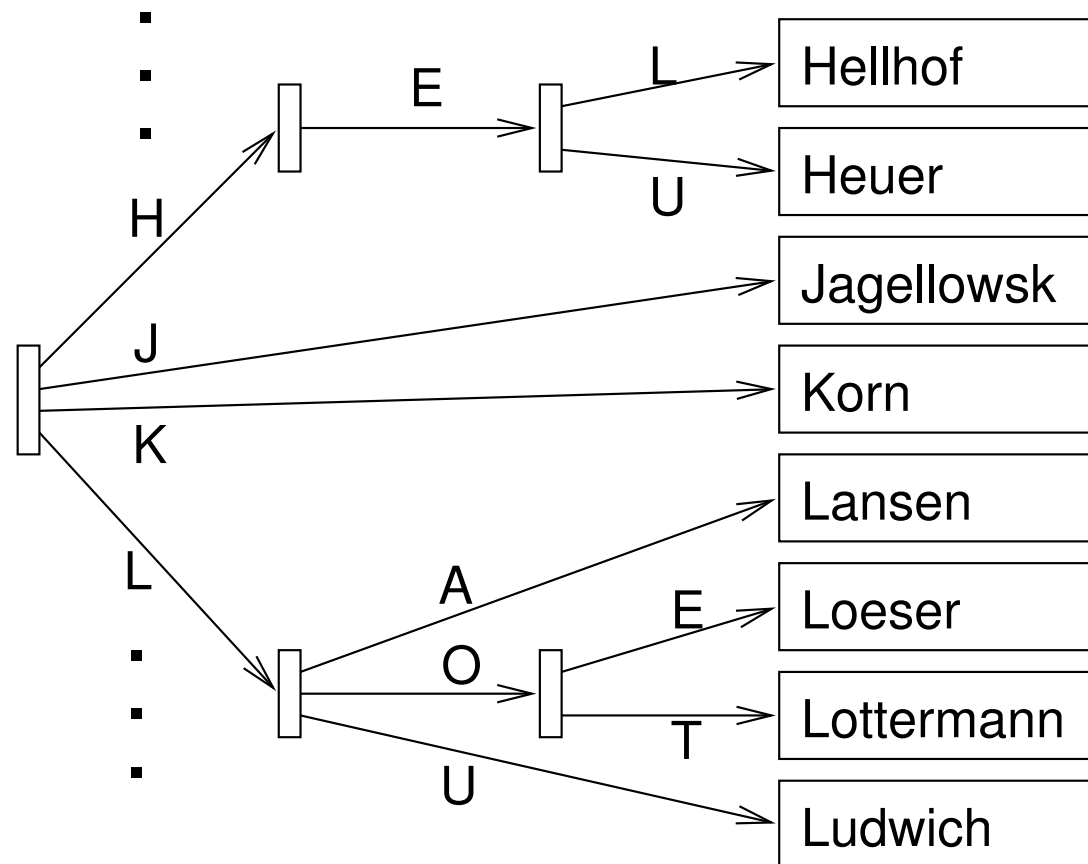 L
Hellhof
E
Heuer
U
H
Jagellowsk
J
Korn
K
Lansen
L
A
E
Loeser
O
Lottermann
T
U
Ludwich